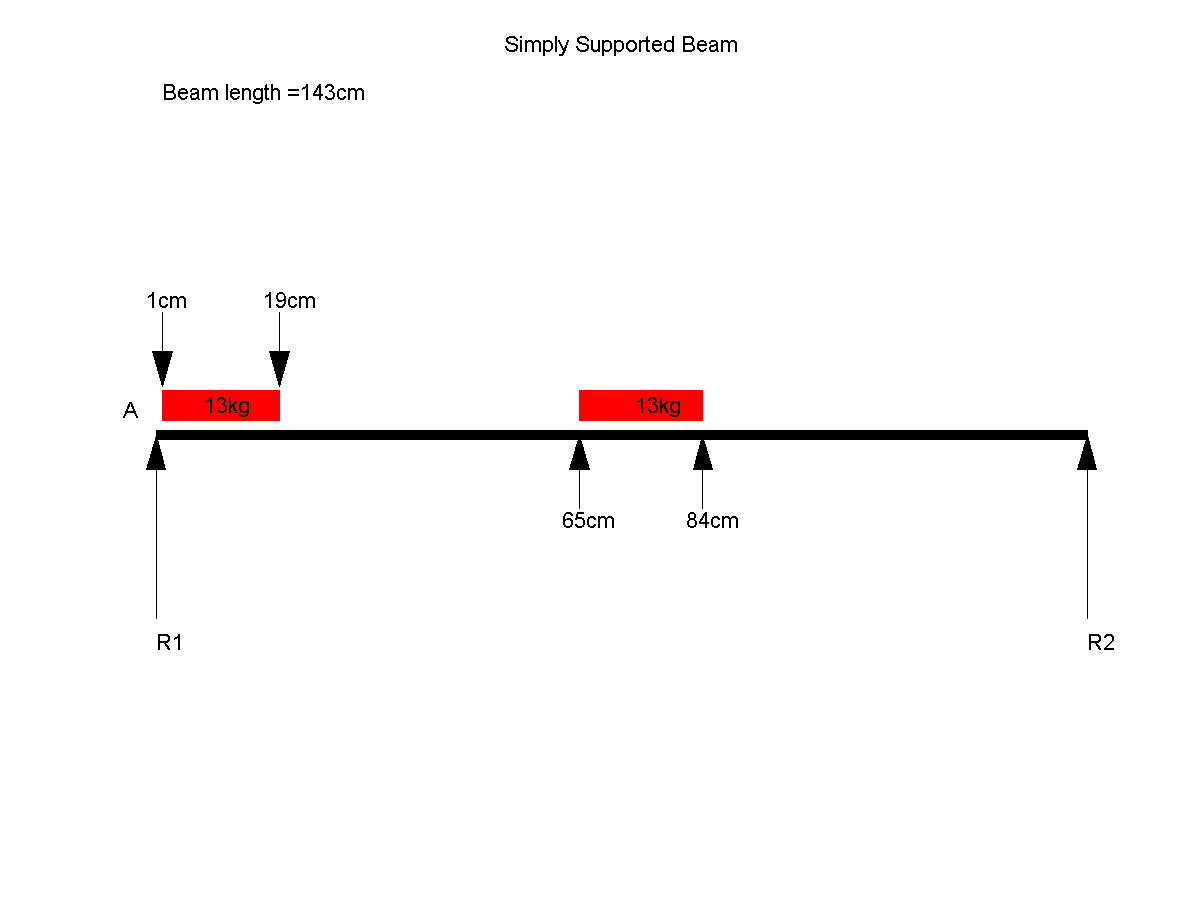 Simply Supported Beam
Beam length =143cm
1cm 19cm
A 13kg 13kg
65cm 84cm
R1 R2